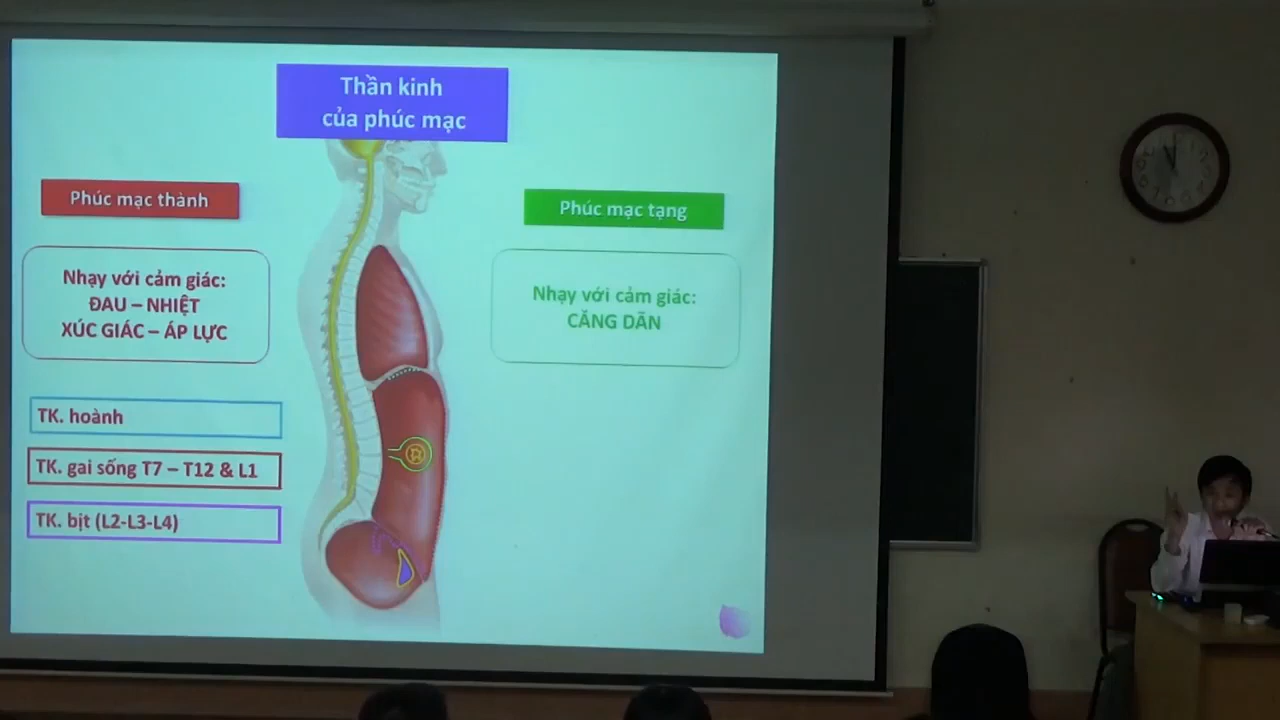 Thần kinh
của phúc mạc
Phúc mạc thành
Nhạy với cảm giác:
ĐAU – NHIỆT
XÚC GIÁC – ÁP LỰC
TK. hoành
TK. gai sống T7 – T12 & L1
TK. bịt (L2-L3-L4)
Phúc mạc tạng
Nhạy với cảm giác:
CĂNG DÃN